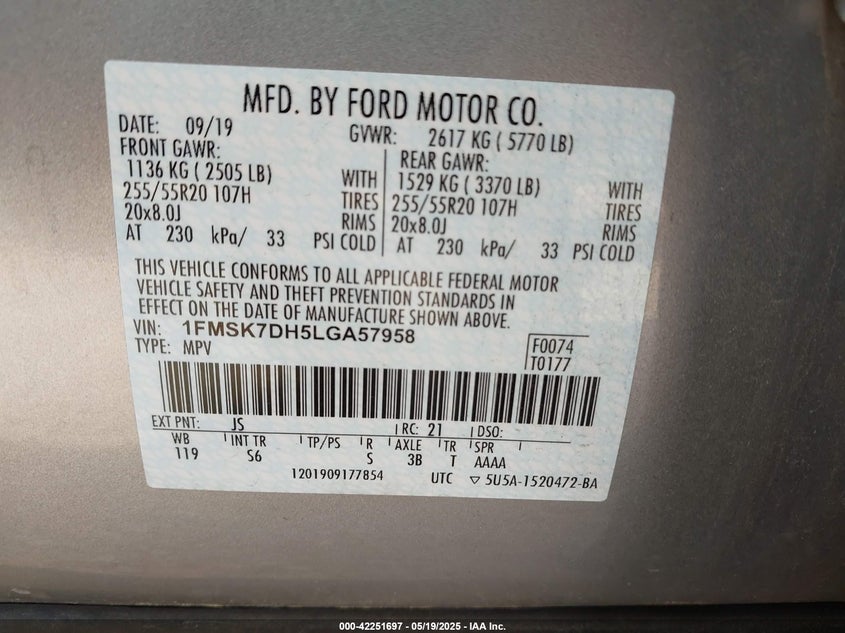 MFD. BY FORD MOTOR CO.
DATE: 09/19 GVWR: 2617 KG ( 5770 LB)
FRONT GAWR: REAR GAWR:
1136 KG ( 2505 LB) WITH 1529 KG ( 3370 LB) WITH
255/55R20 107H TIRES 255/55R20 107H TIRES
20x8.0J RIMS 20x8.0J RIMS
AT 230 kPa/ 33 PSI COLD AT 230 kPa/ 33 PSI COLD
THIS VEHICLE CONFORMS TO ALL APPLICABLE FEDERAL MOTOR
VEHICLE SAFETY AND THEFT PREVENTION STANDARDS IN
EFFECT ON THE DATE OF MANUFACTURE SHOWN ABOVE.
VIN: 1FMSK7DH5LGA57958
TYPE: MPV F0074
T0177
EXT PNT: JS RC: 21 DSO:
WB INT TR TP/PS R AXLE TR SPR
119 S6 S 3B T AAAA
1201909177854 UTC ▽ 5U5A-1520472-BA
000-42251697 - 05/19/2025 - IAA Inc.